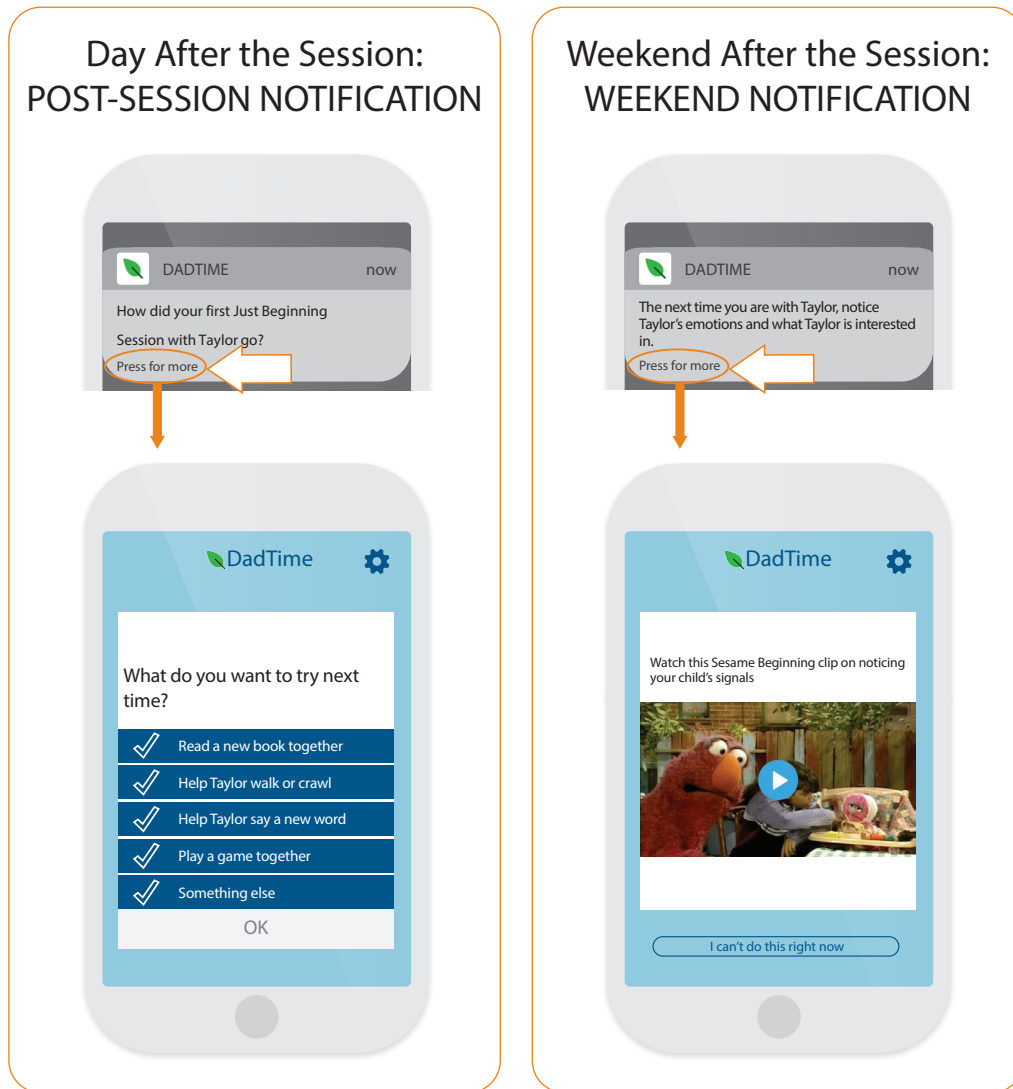 Day After the Session:
POST-SESSION NOTIFICATION
DADTIME now
How did your first Just Beginning
Session with Taylor go?
Press for more
DadTime
What do you want to try next
time?
Read a new book together
Help Taylor walk or crawl
Help Taylor say a new word
Play a game together
Something else
OK
Weekend After the Session:
WEEKEND NOTIFICATION
DADTIME now
The next time you are with Taylor, notice
Taylor's emotions and what Taylor is interested
in.
Press for more
DadTime
Watch this Sesame Beginning clip on noticing
your child's signals
I can't do this right now